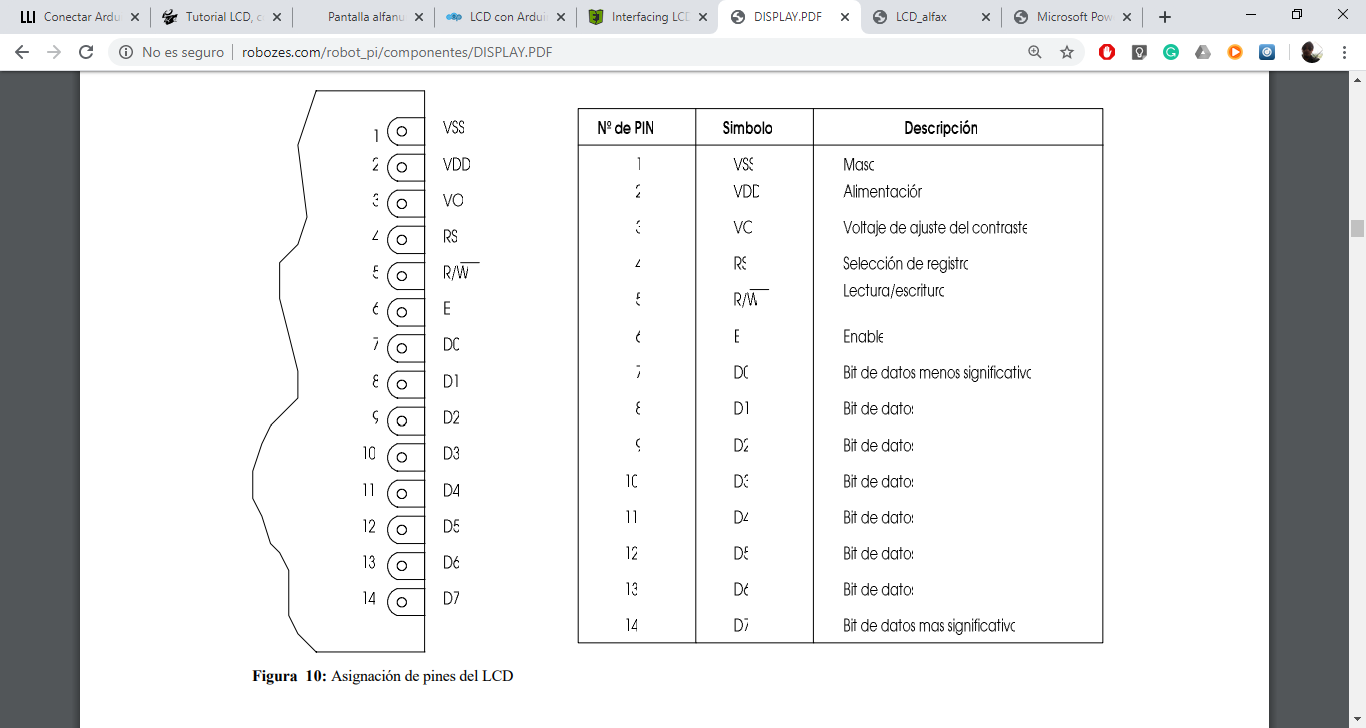 Conectar Ardu
Tutorial LCD, c
Pantalla alfanu
LCD con Ardui
Interfacing LCD
DISPLAY.PDF
LCD_alfax
Microsoft Pow
No es seguro
robozes.com/robot_pi/componentes/DISPLAY.PDF
1 VSS
2 VDD
3 VO
4 RS
5 R/W
6 E
7 D0
8 D1
9 D2
10 D3
11 D4
12 D5
13 D6
14 D7
Nº de PIN Simbolo Descripción
1 VSS Masa
2 VDD Alimentación
3 VO Voltaje de ajuste del contraste
4 RS Selección de registro
5 R/W Lectura/escritura
6 E Enable
7 D0 Bit de datos menos significativo
8 D1 Bit de datos
9 D2 Bit de datos
10 D3 Bit de datos
11 D4 Bit de datos
12 D5 Bit de datos
13 D6 Bit de datos
14 D7 Bit de datos mas significativo
Figura 10: Asignación de pines del LCD